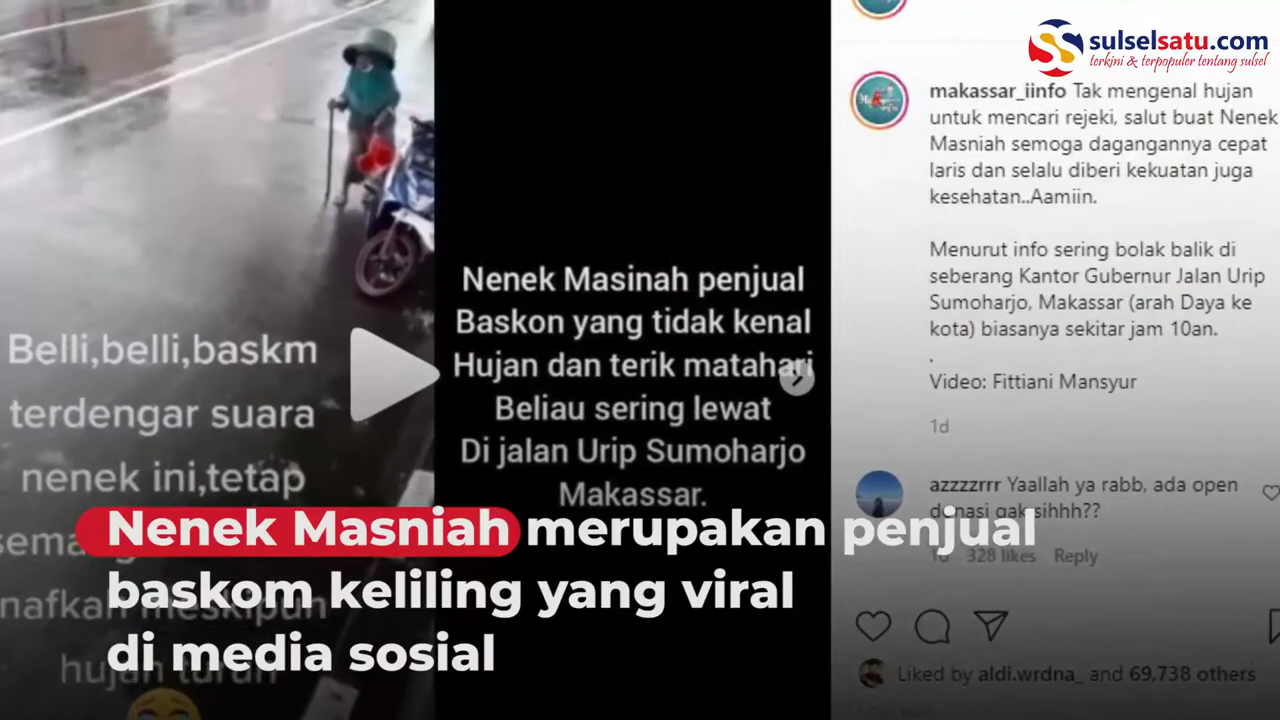 sulselsatu.com
terkini & terpopuler tentang sulsel
Belli,belli,baskm
terdengar suara
nenek ini,tetap
nafkah meskipun
hujan turun
Nenek Masinah penjual
Baskon yang tidak kenal
Hujan dan terik matahari
Beliau sering lewat
Di jalan Urip Sumoharjo
Makassar.
makassar_iinfo Tak mengenal hujan
untuk mencari rejeki, salut buat Nenek
Masniah semoga dagangannya cepat
laris dan selalu diberi kekuatan juga
kesehatan..Aamiin.
Menurut info sering bolak balik di
seberang Kantor Gubernur Jalan Urip
Sumoharjo, Makassar (arah Daya ke
kota) biasanya sekitar jam 10an.
.
Video: Fittiani Mansyur
1d
azzzzrrr Yaallah ya rabb, ada open
donasi gak sihhh??
1d 328 likes Reply
Liked by aldi.wrdna_ and 69,738 others
Nenek Masniah merupakan penjual
baskom keliling yang viral
di media sosial